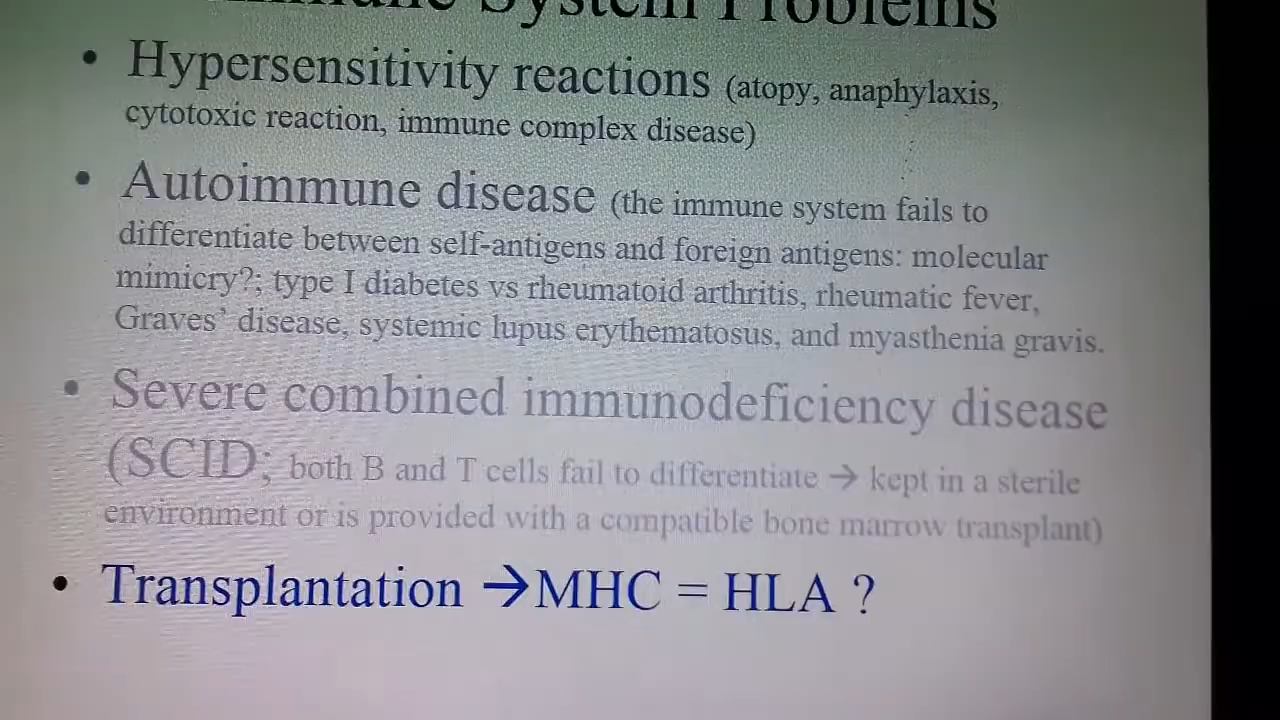 Immune System Problems
• Hypersensitivity reactions (atopy, anaphylaxis,
cytotoxic reaction, immune complex disease)
• Autoimmune disease (the immune system fails to
differentiate between self-antigens and foreign antigens: molecular
mimicry?; type I diabetes vs rheumatoid arthritis, rheumatic fever,
Graves’ disease, systemic lupus erythematosus, and myasthenia gravis.
• Severe combined immunodeficiency disease
(SCID; both B and T cells fail to differentiate → kept in a sterile
environment or is provided with a compatible bone marrow transplant)
• Transplantation →MHC = HLA ?